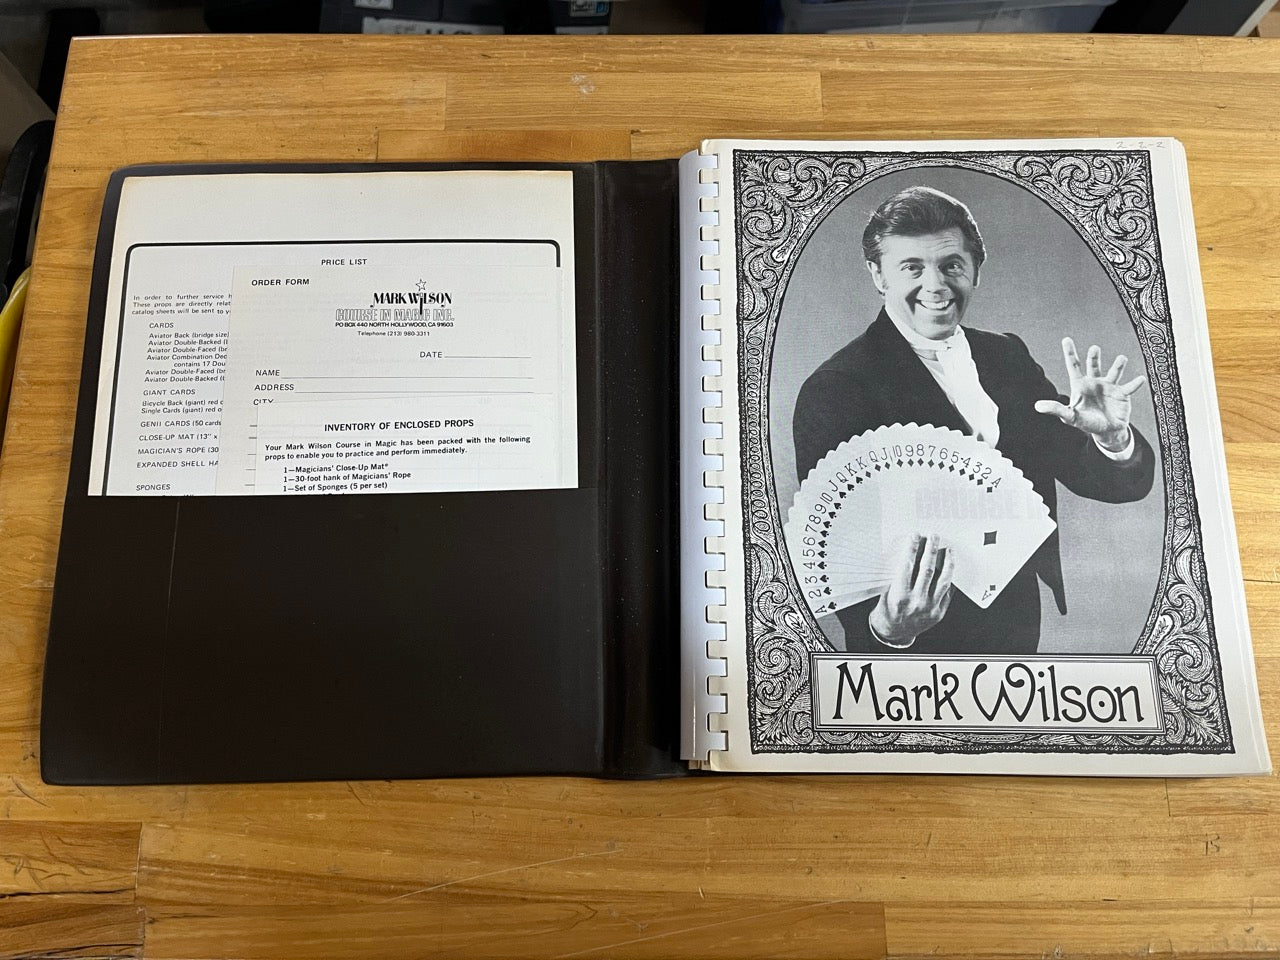 PRICE LIST
In order to further service
These props are directly
catalog sheets will be sent to
CARDS
Aviator Back (bridge size
Aviator Double-Backed
Aviator Double-Faced
Aviator Combination
contains 17
Aviator Double-Faced
Aviator Double-Backed
GIANT CARDS
Bicycle Back (giant) red
Single Cards (giant) red
GENII CARDS (50 cards
CLOSE-UP MAT (13" x
MAGICIAN'S ROPE (30
EXPANDED SHELL
SPONGES
ORDER FORM
MARK WILSON
COURSE IN MAGIC INC.
PO BOX 440 NORTH HOLLYWOOD, CA 91603
Telephone (213) 980-3311
DATE
NAME
ADDRESS
CITY
INVENTORY OF ENCLOSED PROPS
Your Mark Wilson Course in Magic has been packed with the following
props to enable you to practice and perform immediately.
1—Magicians' Close-Up Mat*
1—30-foot hank of Magicians' Rope
1—Set of Sponges (5 per set)
2-2-2
A 2 3 4 5 6 7 8 9 10 J Q K K Q J 10 9 8 7 6 5 4 3 2 A
A
Mark Wilson